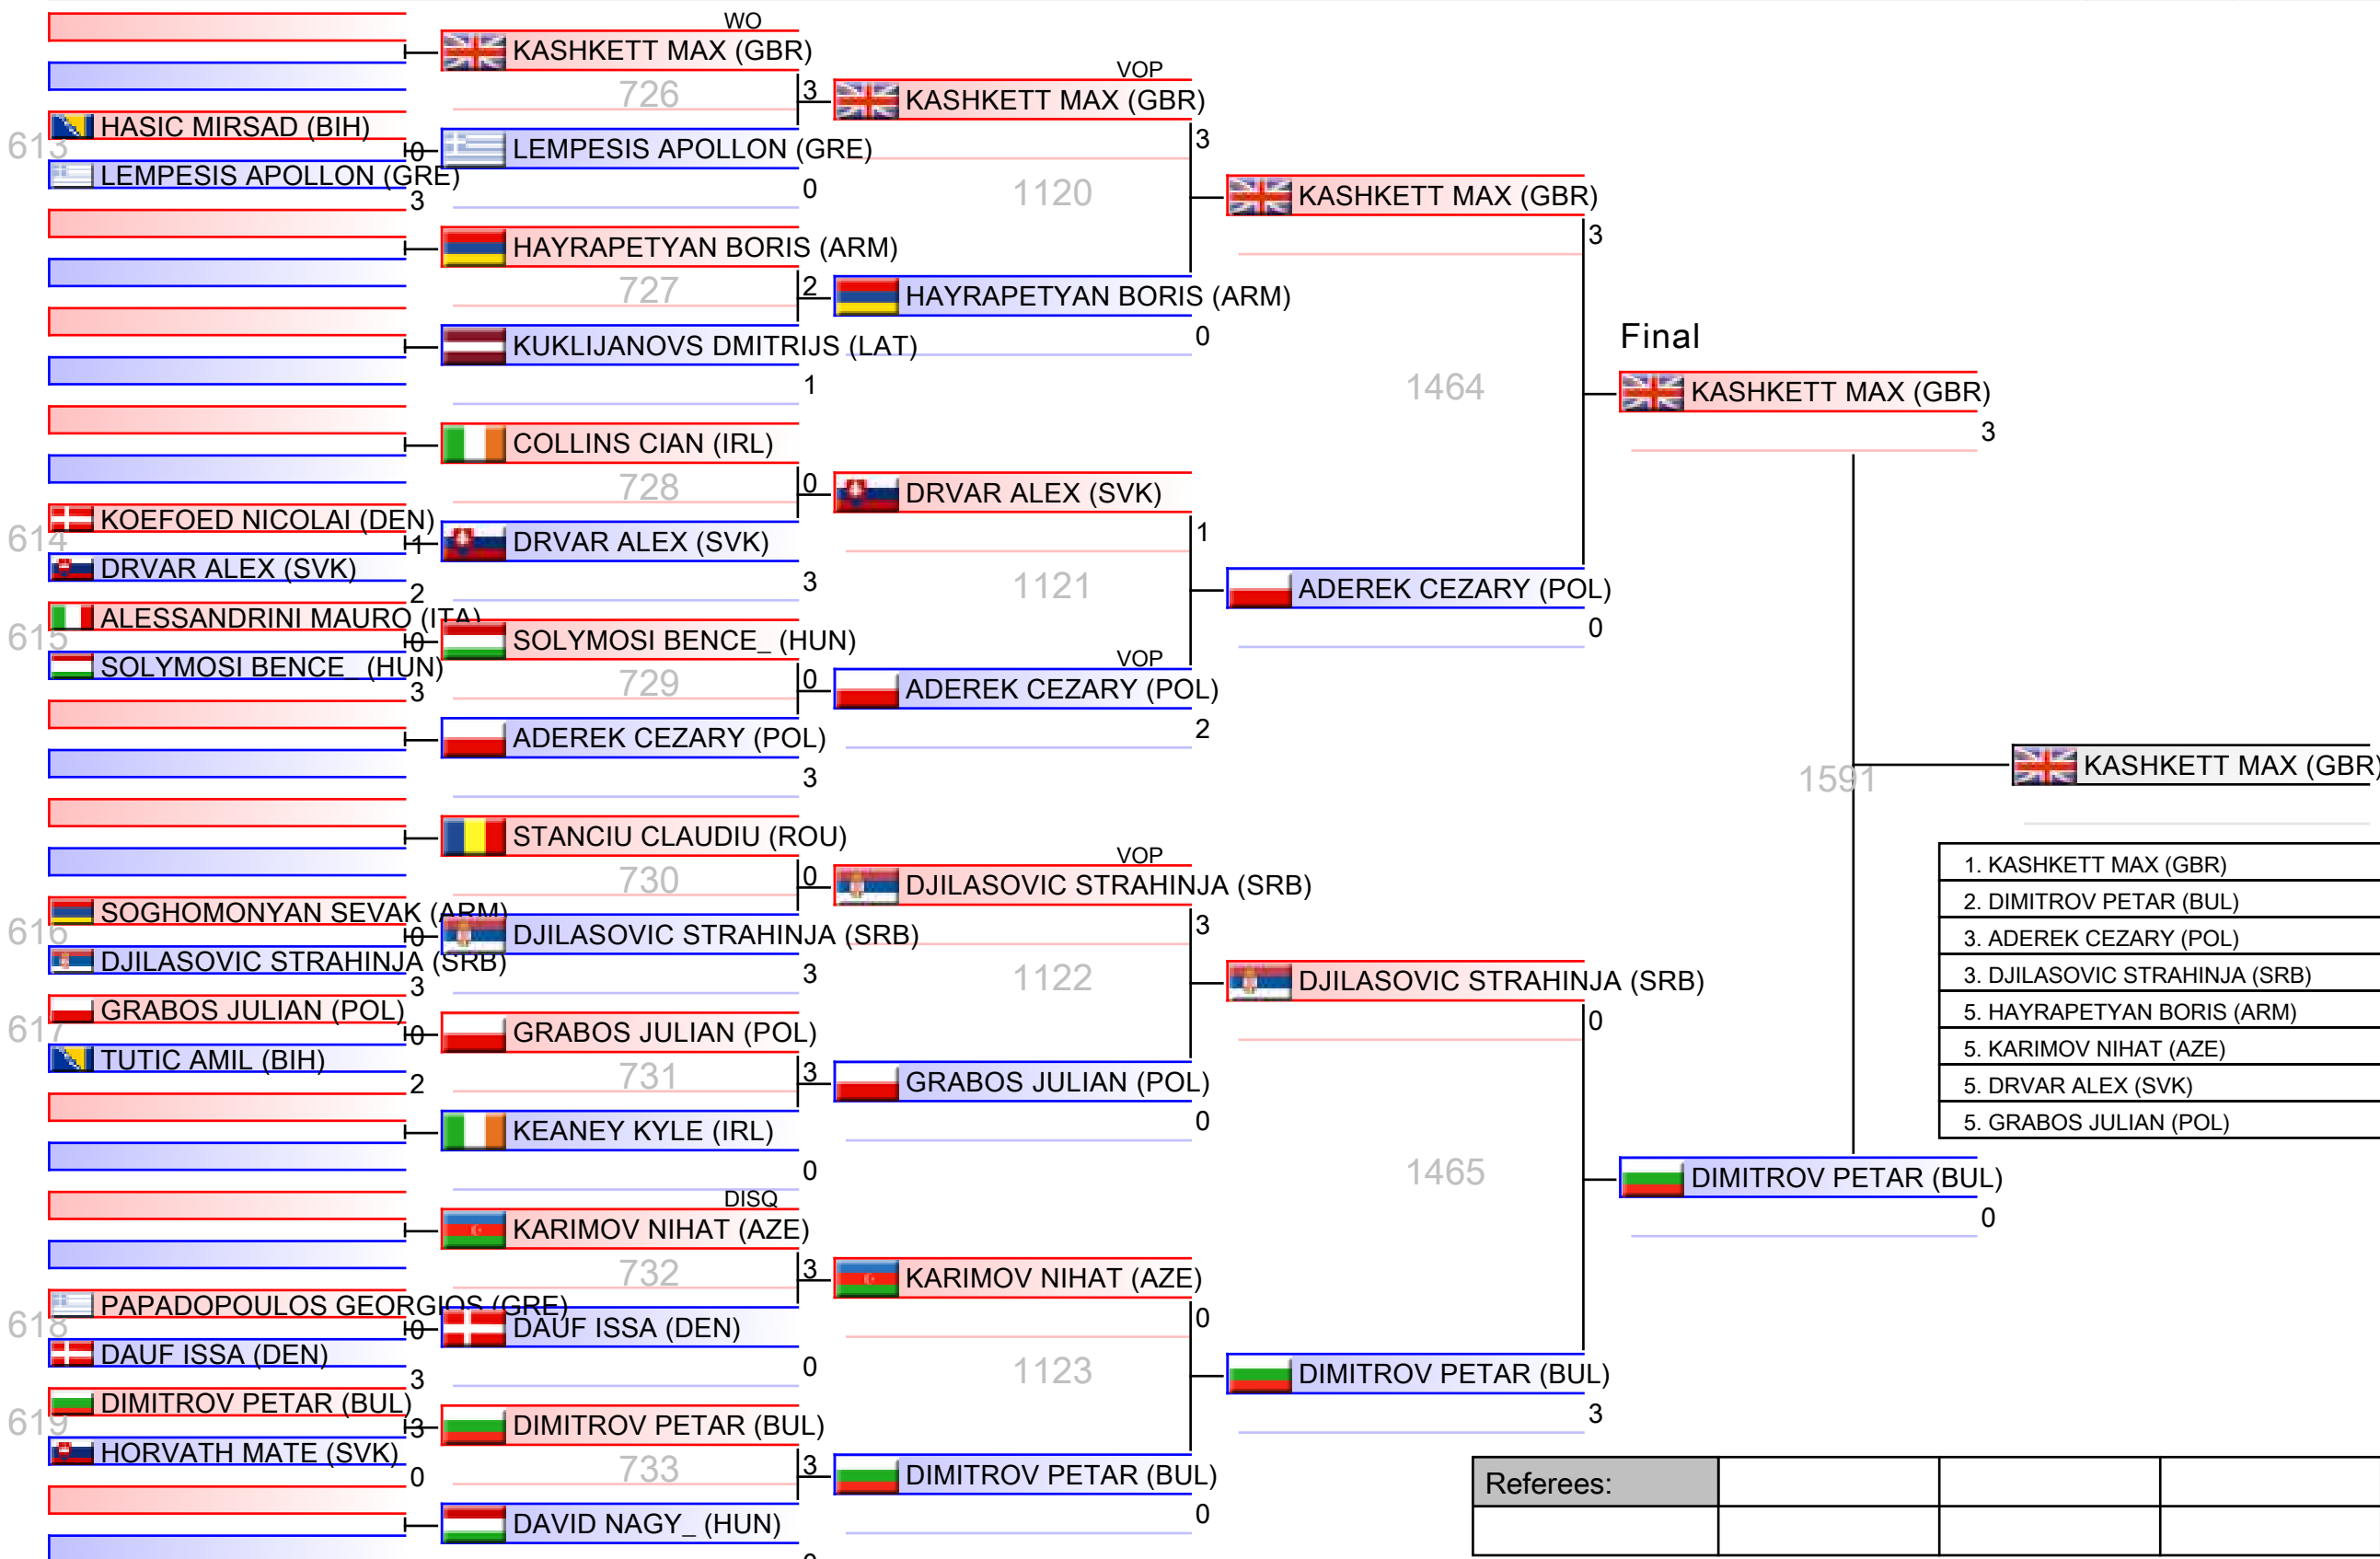 WO
KASHKETT MAX (GBR)
726
3
VOP
KASHKETT MAX (GBR)
3
613
HASIC MIRSAD (BIH)
0
LEMPESIS APOLLON (GRE)
3
LEMPESIS APOLLON (GRE)
0
1120
KASHKETT MAX (GBR)
3
HAYRAPETYAN BORIS (ARM)
727
2
HAYRAPETYAN BORIS (ARM)
0
KUKLIJANOVS DMITRIJS (LAT)
1
1464
Final
KASHKETT MAX (GBR)
3
COLLINS CIAN (IRL)
728
0
DRVAR ALEX (SVK)
1
614
KOEFOED NICOLAI (DEN)
1
DRVAR ALEX (SVK)
2
DRVAR ALEX (SVK)
3
1121
ADEREK CEZARY (POL)
0
615
ALESSANDRINI MAURO (ITA)
0
SOLYMOSI BENCE_ (HUN)
3
SOLYMOSI BENCE_ (HUN)
729
0
VOP
ADEREK CEZARY (POL)
2
ADEREK CEZARY (POL)
3
1591
KASHKETT MAX (GBR)
STANCIU CLAUDIU (ROU)
730
0
VOP
DJILASOVIC STRAHINJA (SRB)
3
616
SOGHOMONYAN SEVAK (ARM)
0
DJILASOVIC STRAHINJA (SRB)
3
DJILASOVIC STRAHINJA (SRB)
3
1122
DJILASOVIC STRAHINJA (SRB)
0
617
GRABOS JULIAN (POL)
0
TUTIC AMIL (BIH)
2
GRABOS JULIAN (POL)
731
3
GRABOS JULIAN (POL)
0
KEANEY KYLE (IRL)
0
1465
1. KASHKETT MAX (GBR)
2. DIMITROV PETAR (BUL)
3. ADEREK CEZARY (POL)
3. DJILASOVIC STRAHINJA (SRB)
5. HAYRAPETYAN BORIS (ARM)
5. KARIMOV NIHAT (AZE)
5. DRVAR ALEX (SVK)
5. GRABOS JULIAN (POL)
DIMITROV PETAR (BUL)
0
DISQ
KARIMOV NIHAT (AZE)
732
3
KARIMOV NIHAT (AZE)
0
618
PAPADOPOULOS GEORGIOS (GRE)
0
DAUF ISSA (DEN)
3
DAUF ISSA (DEN)
0
1123
DIMITROV PETAR (BUL)
3
619
DIMITROV PETAR (BUL)
3
HORVATH MATE (SVK)
0
DIMITROV PETAR (BUL)
733
3
DIMITROV PETAR (BUL)
0
DAVID NAGY_ (HUN)
Referees: